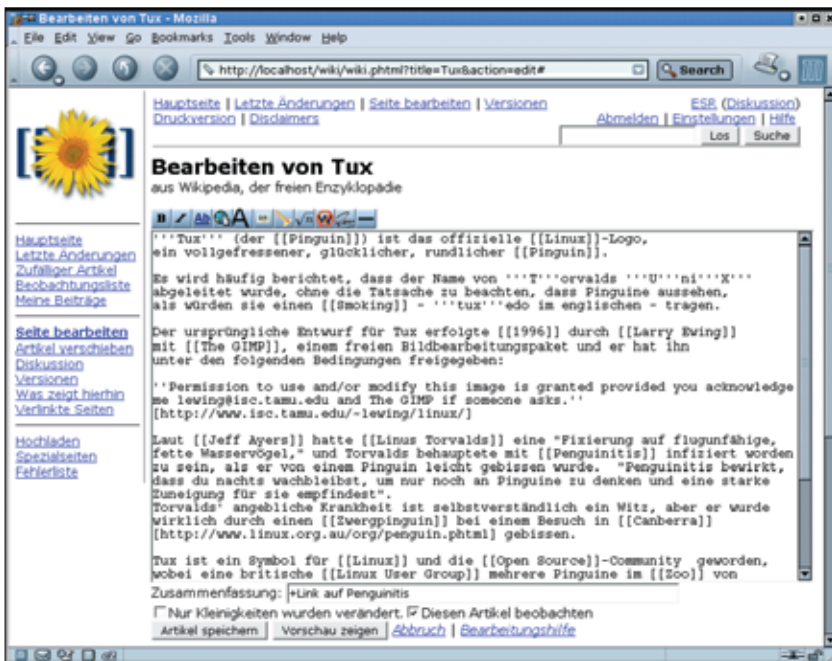 Bearbeiten von Tux - Mozilla
File Edit View Go Bookmarks Tools Window Help
http://localhost/wiki/wiki.phtml?title=Tux&action=edit# Search
Hauptseite | Letzte Änderungen | Seite bearbeiten | Versionen
Druckversion | Disclaimers
ESR (Diskussion)
Abmelden | Einstellungen | Hilfe
Los Suche
Bearbeiten von Tux
aus Wikipedia, der freien Enzyklopädie
Hauptseite
Letzte Änderungen
Zufälliger Artikel
Beobachtungsliste
Meine Beiträge
Seite bearbeiten
Artikel verschieben
Diskussion
Versionen
Was zeigt hierhin
Verlinkte Seiten
Hochladen
Spezialseiten
Fehlerliste
'''Tux''' (der [[Pinguin]]) ist das offizielle [[Linux]]-Logo,
ein vollgefressener, glücklicher, rundlicher [[Pinguin]].
Es wird häufig berichtet, dass der Name von '''T'''orvalds '''U'''ni'''X'''
abgeleitet wurde, ohne die Tatsache zu beachten, dass Pinguine aussehen,
als würden sie einen [[Smoking]] - '''tux'''edo im englischen - tragen.
Der ursprüngliche Entwurf für Tux erfolgte [[1996]] durch [[Larry Ewing]]
mit [[The GIMP]], einem freien Bildbearbeitungspaket und er hat ihn
unter den folgenden Bedingungen freigegeben:
''Permission to use and/or modify this image is granted provided you acknowledge
me lewing@isc.tamu.edu and The GIMP if someone asks.''
[http://www.isc.tamu.edu/~lewing/linux/]
Laut [[Jeff Ayers]] hatte [[Linus Torvalds]] eine "Fixierung auf flugunfähige,
fette Wasservögel," und Torvalds behauptete mit [[Penguinitis]] infiziert worden
zu sein, als er von einem Pinguin leicht gebissen wurde. "Penguinitis bewirkt,
dass du nachts wachbleibst, um nur noch an Pinguine zu denken und eine starke
Zuneigung für sie empfindest".
Torvalds' angebliche Krankheit ist selbstverständlich ein Witz, aber er wurde
wirklich durch einen [[Zwergpinguin]] bei einem Besuch in [[Canberra]]
[http://www.linux.org.au/org/penguin.phtml] gebissen.
Tux ist ein Symbol für [[Linux]] und die [[Open Source]]-Community geworden,
wobei eine britische [[Linux User Group]] mehrere Pinguine im [[Zoo]] von
Zusammenfassung: +Link auf Penguinitis
Nur Kleinigkeiten wurden verändert. Diesen Artikel beobachten
Artikel speichern Vorschau zeigen Abbruch | Bearbeitungshilfe